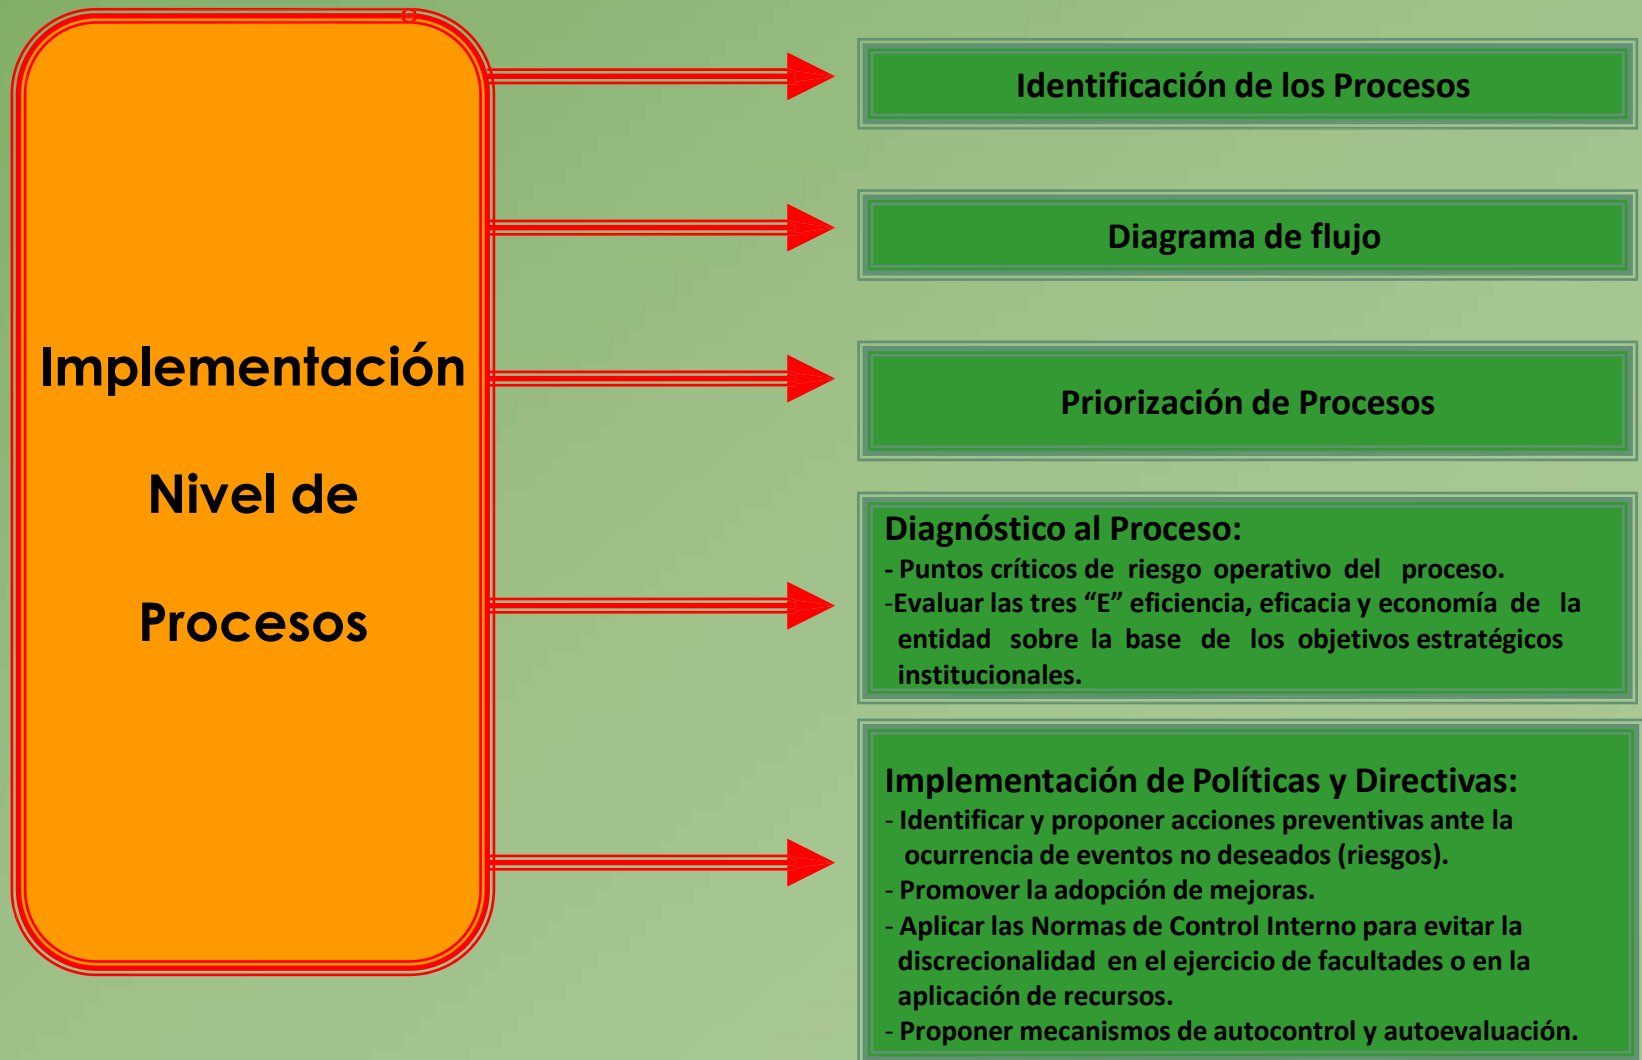 Implementación
Nivel de
Procesos
Identificación de los Procesos
Diagrama de flujo
Priorización de Procesos
Diagnóstico al Proceso:
- Puntos críticos de riesgo operativo del proceso.
-Evaluar las tres “E” eficiencia, eficacia y economía de la
entidad sobre la base de los objetivos estratégicos
institucionales.
Implementación de Políticas y Directivas:
- Identificar y proponer acciones preventivas ante la
ocurrencia de eventos no deseados (riesgos).
- Promover la adopción de mejoras.
- Aplicar las Normas de Control Interno para evitar la
discrecionalidad en el ejercicio de facultades o en la
aplicación de recursos.
- Proponer mecanismos de autocontrol y autoevaluación.